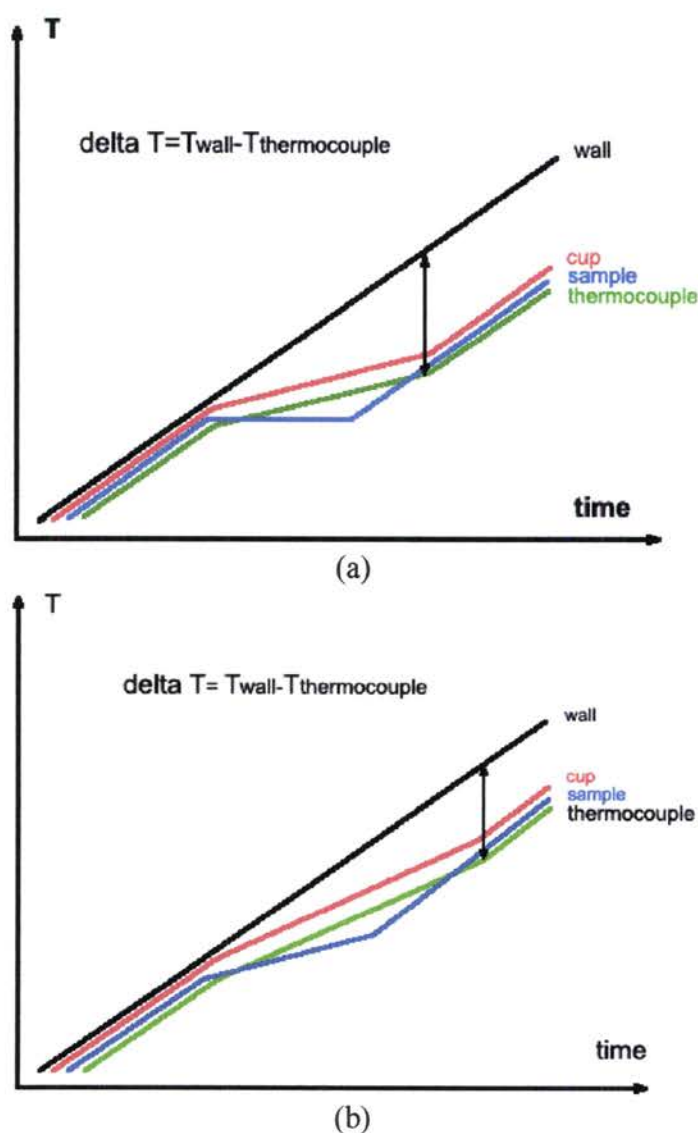 T
delta T=Twall-Tthermocouple
wall
cup
sample
thermocouple
time
(a)
T
delta T= Twall-Tthermocouple
wall
cup
sample
thermocouple
time
(b)